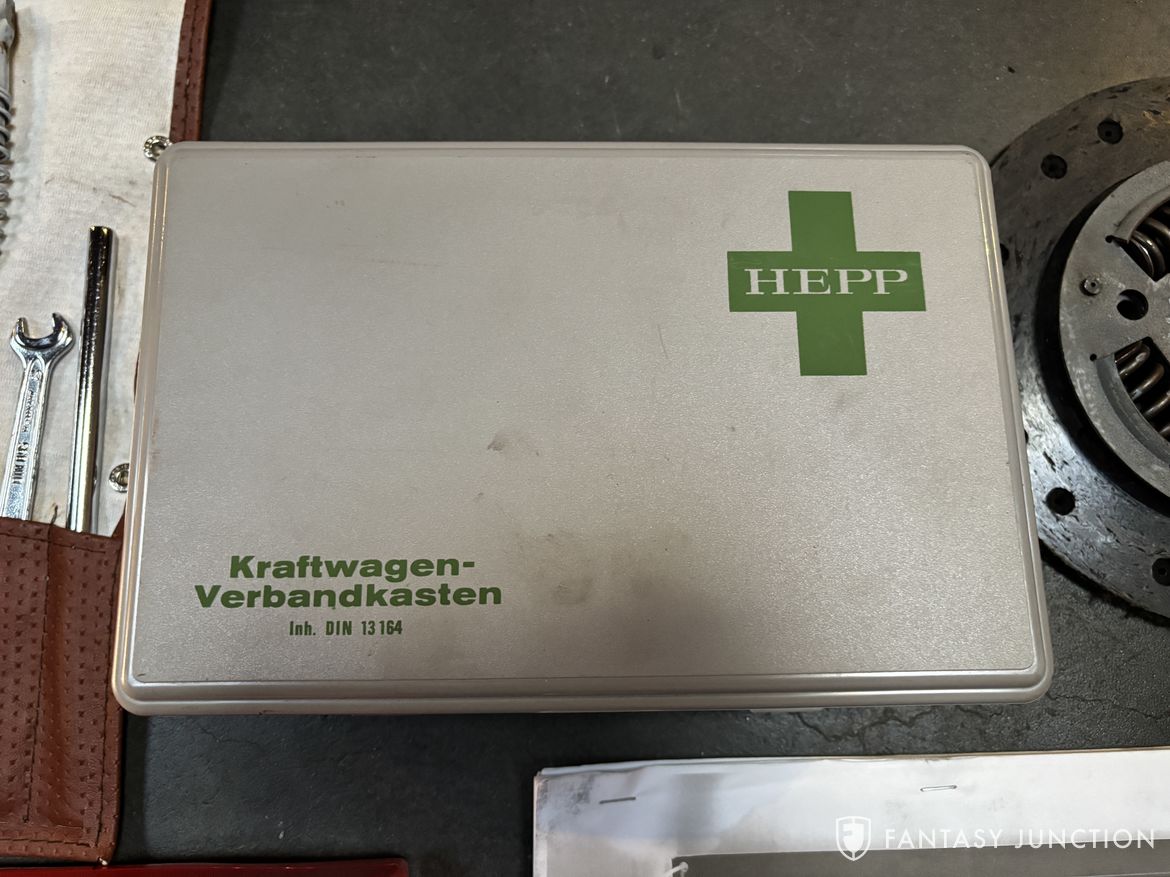 HEPP
Kraftwagen-
Verbandkasten
Inh. DIN 13164
FANTASY JUNCTION